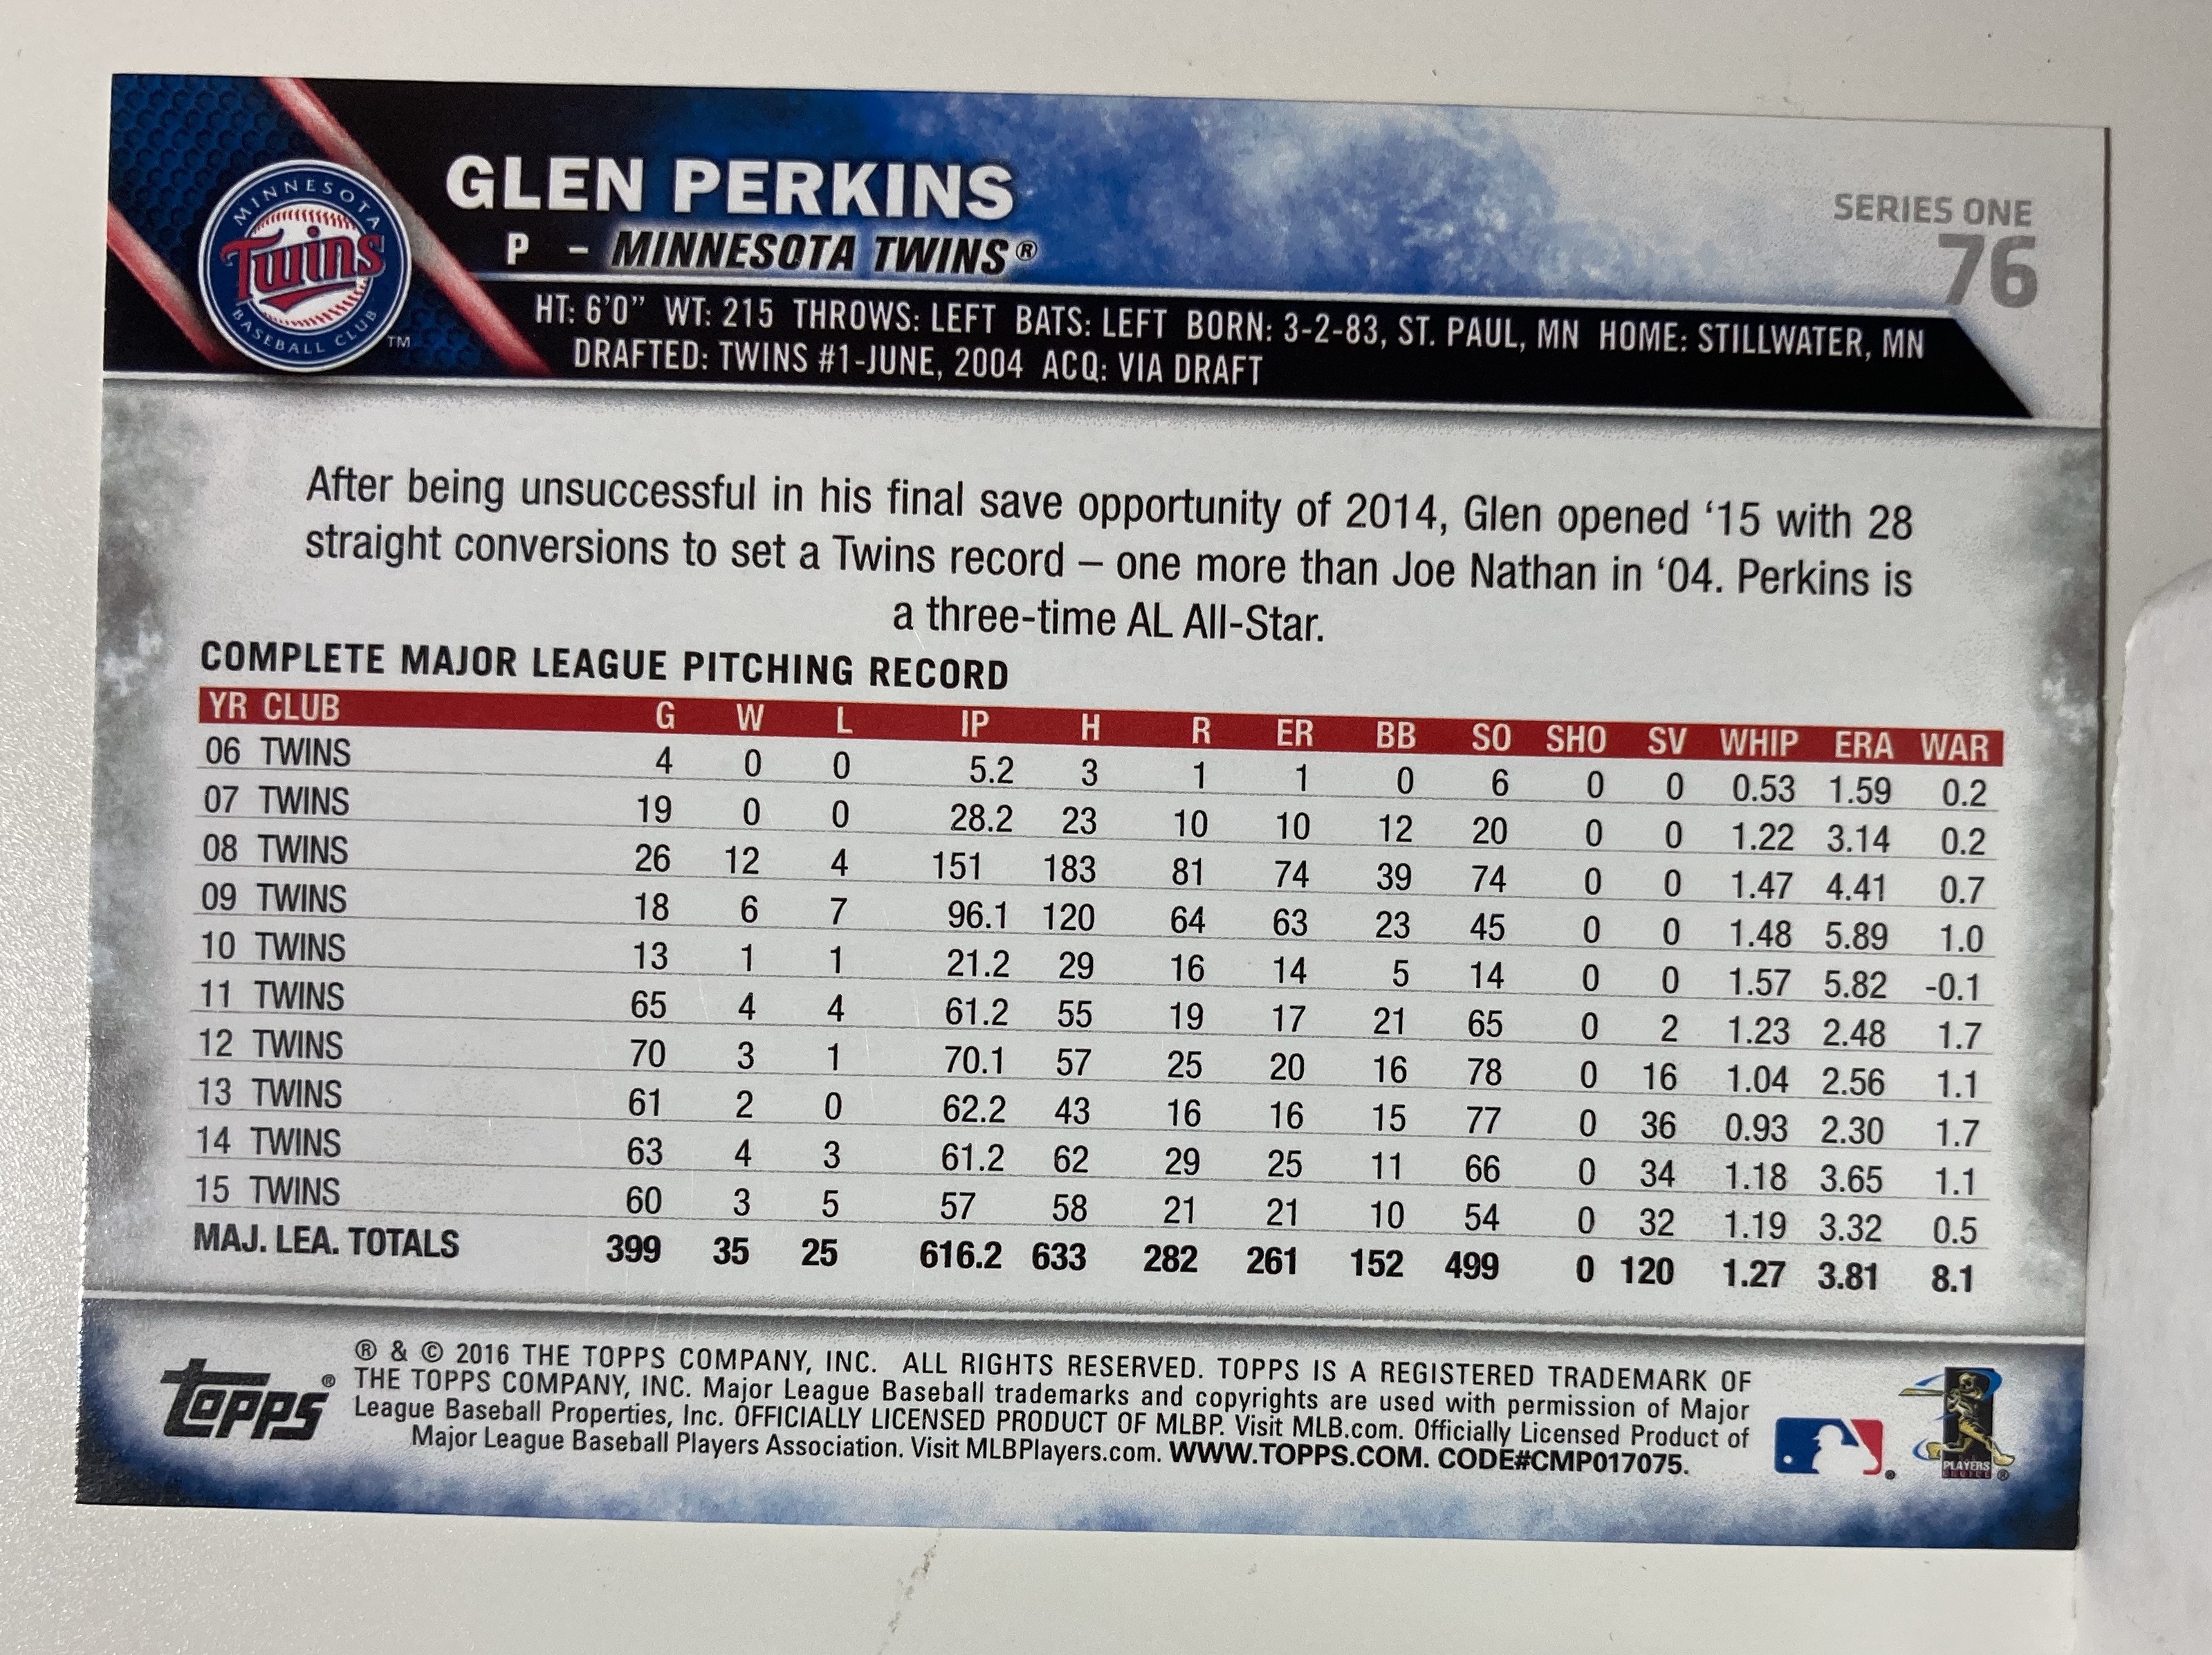 GLEN PERKINS
P – MINNESOTA TWINS®
SERIES ONE
76
MINNESOTA
Twins
BASEBALL CLUB
TM
HT: 6'0" WT: 215 THROWS: LEFT BATS: LEFT BORN: 3-2-83, ST. PAUL, MN HOME: STILLWATER, MN
DRAFTED: TWINS #1-JUNE, 2004 ACQ: VIA DRAFT
After being unsuccessful in his final save opportunity of 2014, Glen opened ‘15 with 28
straight conversions to set a Twins record – one more than Joe Nathan in ‘04. Perkins is
a three-time AL All-Star.
COMPLETE MAJOR LEAGUE PITCHING RECORD
YR CLUB G W L IP H R ER BB SO SHO SV WHIP ERA WAR
06 TWINS 4 0 0 5.2 3 1 1 0 6 0 0 0.53 1.59 0.2
07 TWINS 19 0 0 28.2 23 10 10 12 20 0 0 1.22 3.14 0.2
08 TWINS 26 12 4 151 183 81 74 39 74 0 0 1.47 4.41 0.7
09 TWINS 18 6 7 96.1 120 64 63 23 45 0 0 1.48 5.89 1.0
10 TWINS 13 1 1 21.2 29 16 14 5 14 0 0 1.57 5.82 -0.1
11 TWINS 65 4 4 61.2 55 19 17 21 65 0 2 1.23 2.48 1.7
12 TWINS 70 3 1 70.1 57 25 20 16 78 0 16 1.04 2.56 1.1
13 TWINS 61 2 0 62.2 43 16 16 15 77 0 36 0.93 2.30 1.7
14 TWINS 63 4 3 61.2 62 29 25 11 66 0 34 1.18 3.65 1.1
15 TWINS 60 3 5 57 58 21 21 10 54 0 32 1.19 3.32 0.5
MAJ. LEA. TOTALS 399 35 25 616.2 633 282 261 152 499 0 120 1.27 3.81 8.1
topps®
® & © 2016 THE TOPPS COMPANY, INC. ALL RIGHTS RESERVED. TOPPS IS A REGISTERED TRADEMARK OF
THE TOPPS COMPANY, INC. Major League Baseball trademarks and copyrights are used with permission of Major
League Baseball Properties, Inc. OFFICIALLY LICENSED PRODUCT OF MLBP. Visit MLB.com. Officially Licensed Product of
Major League Baseball Players Association. Visit MLBPlayers.com. WWW.TOPPS.COM. CODE#CMP017075.
®
PLAYERS
CHOICE
®